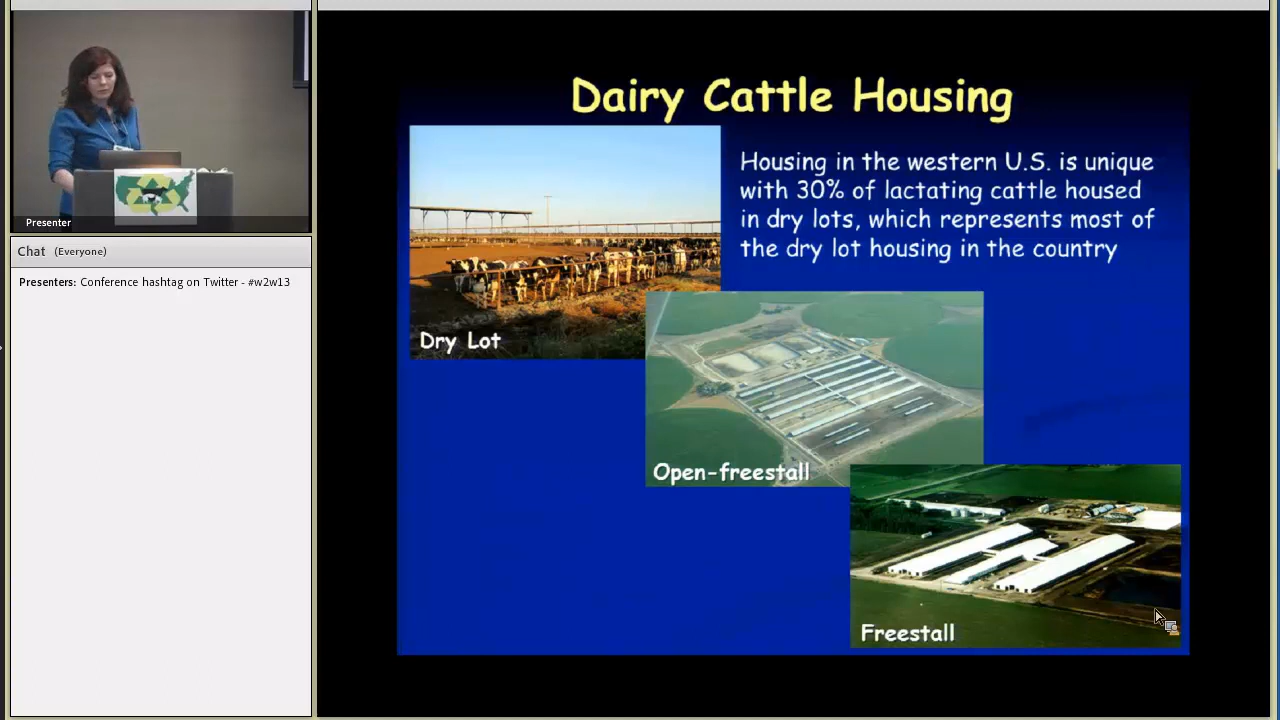 Presenter
Chat (Everyone)
Presenters: Conference hashtag on Twitter - #w2w13
Dairy Cattle Housing
Housing in the western U.S. is unique
with 30% of lactating cattle housed
in dry lots, which represents most of
the dry lot housing in the country
Dry Lot
Open-freestall
Freestall